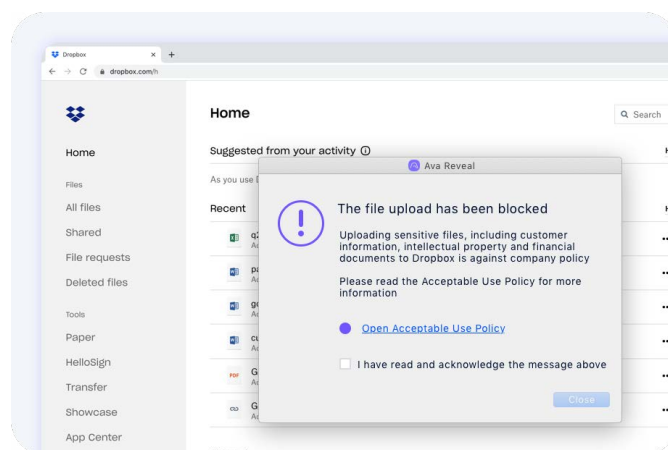 Dropbox
dropbox.com/h
Home
Search
Home
Suggested from your activity
As you use
Ava Reveal
Files
All files
Shared
File requests
Deleted files
Tools
Paper
HelloSign
Transfer
Showcase
App Center
Recent
PDF
The file upload has been blocked
Uploading sensitive files, including customer
information, intellectual property and financial
documents to Dropbox is against company policy
Please read the Acceptable Use Policy for more
information
Open Acceptable Use Policy
I have read and acknowledge the message above
Close